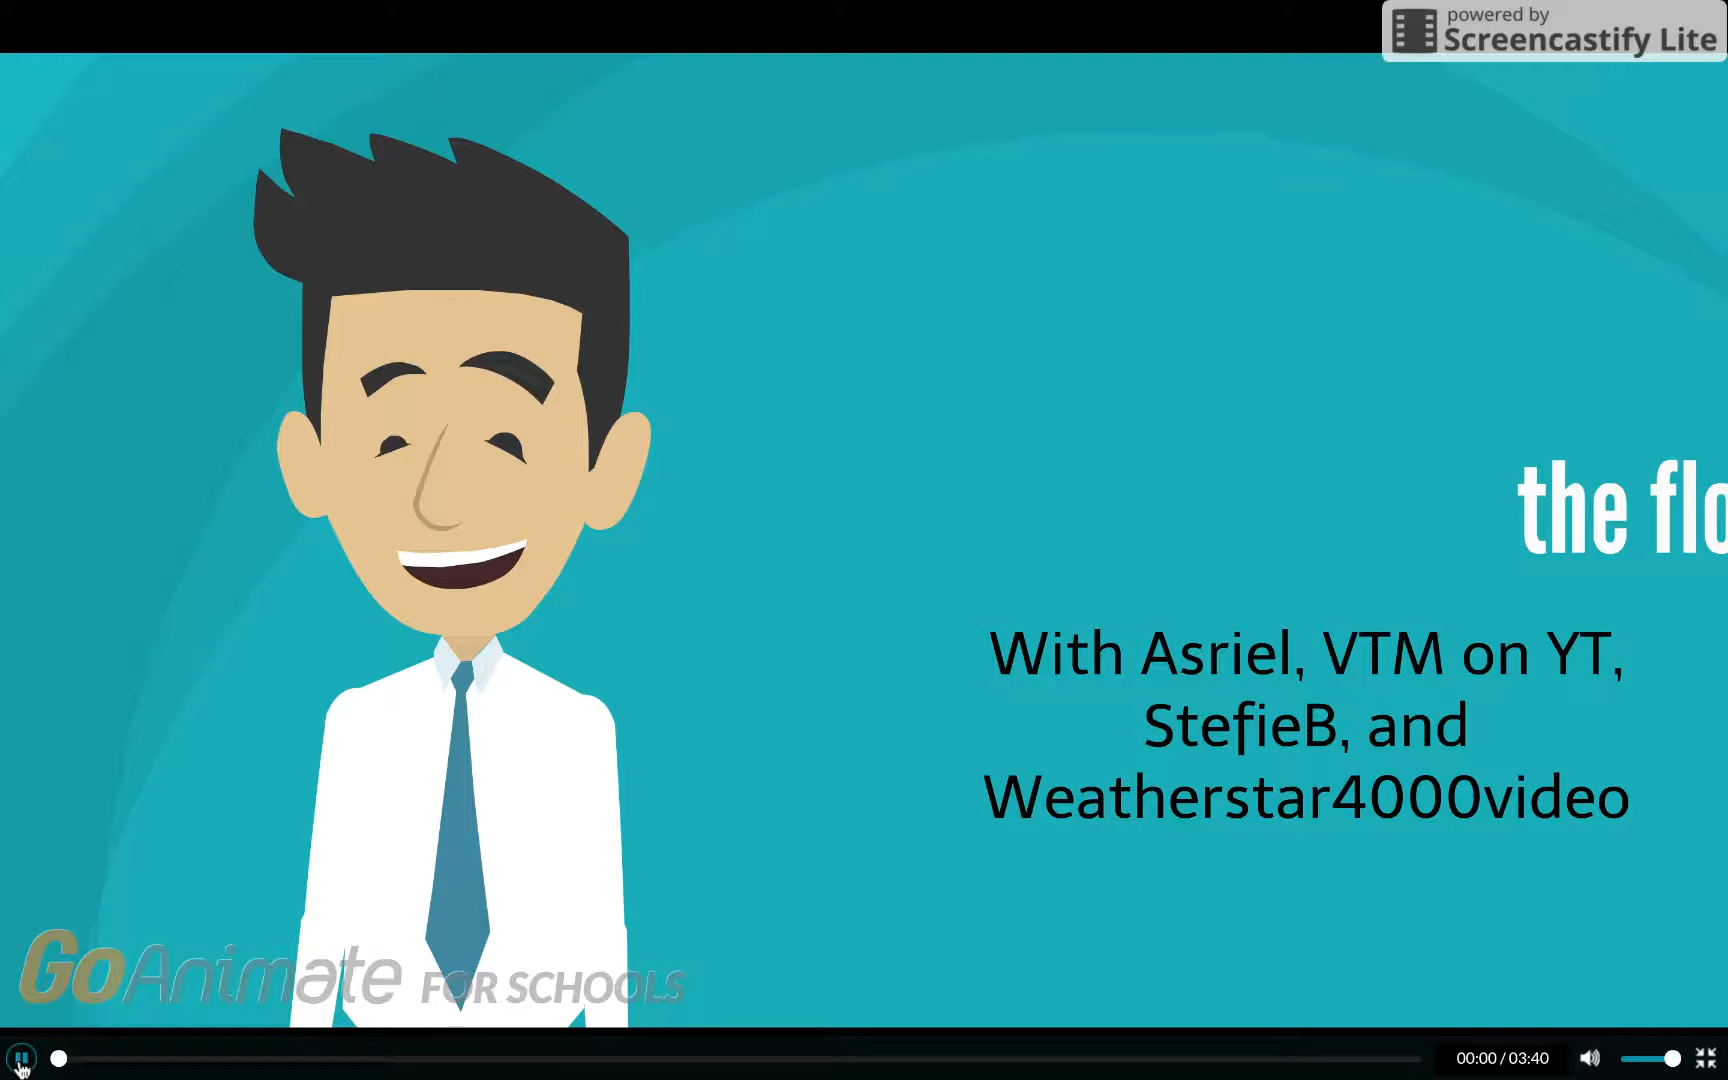 powered by
Screencastify Lite
the
With Asriel, VTM on YT,
StefieB, and
Weatherstar4000video
GoAnimate FOR SCHOOLS
00:00 / 03:40